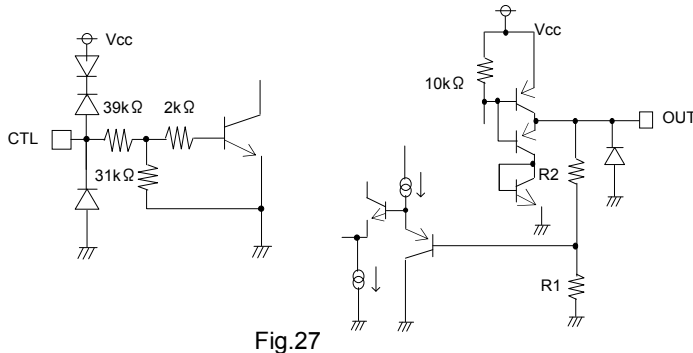 Vcc
39kΩ
2kΩ
CTL
31kΩ
Vcc
10kΩ
OUT
R2
R1
Fig.27